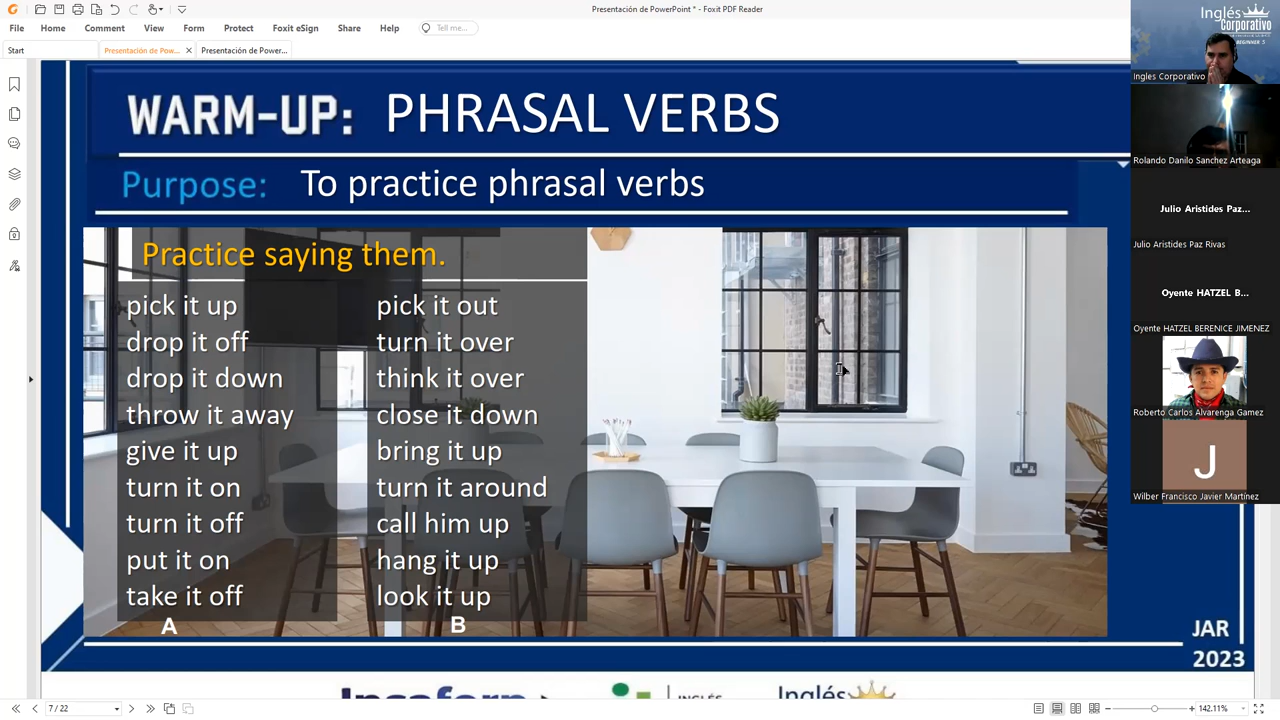 Presentación de PowerPoint * - Foxit PDF Reader
File Home Comment View Form Protect Foxit eSign Share Help Tell me...
Start Presentación de Pow... Presentación de Power...
WARM-UP: PHRASAL VERBS
Purpose: To practice phrasal verbs
Practice saying them.
pick it up
drop it off
drop it down
throw it away
give it up
turn it on
turn it off
put it on
take it off
A
pick it out
turn it over
think it over
close it down
bring it up
turn it around
call him up
hang it up
look it up
B
JAR
2023
INGLÉS
Inglés
7 / 22
142.11%
Inglés
Corporativo
BEGINNER 5
Ingles Corporativo
Rolando Danilo Sanchez Arteaga
Julio Aristides Paz...
Julio Aristides Paz Rivas
Oyente HATZEL B...
Oyente HATZEL BERENICE JIMENEZ
Roberto Carlos Alvarenga Gamez
J
Wilber Francisco Javier Martínez